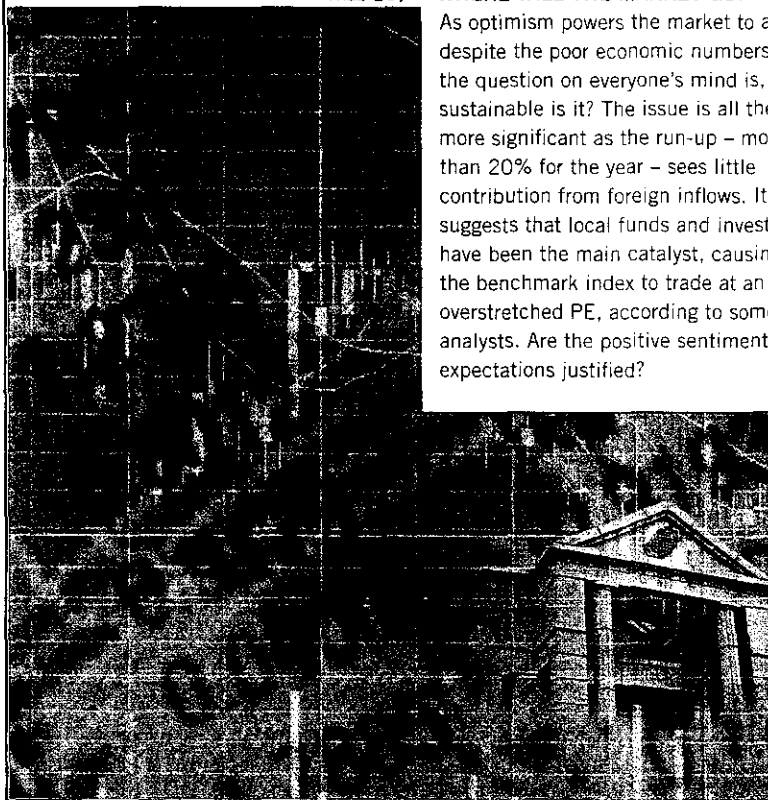 As optimism powers the market to a
despite the poor economic numbers
the question on everyone's mind is,
sustainable is it? The issue is all the
more significant as the run-up – mo
than 20% for the year – sees little
contribution from foreign inflows. It
suggests that local funds and invest
have been the main catalyst, causin
the benchmark index to trade at an
overstretched PE, according to som
analysts. Are the positive sentiment
expectations justified?